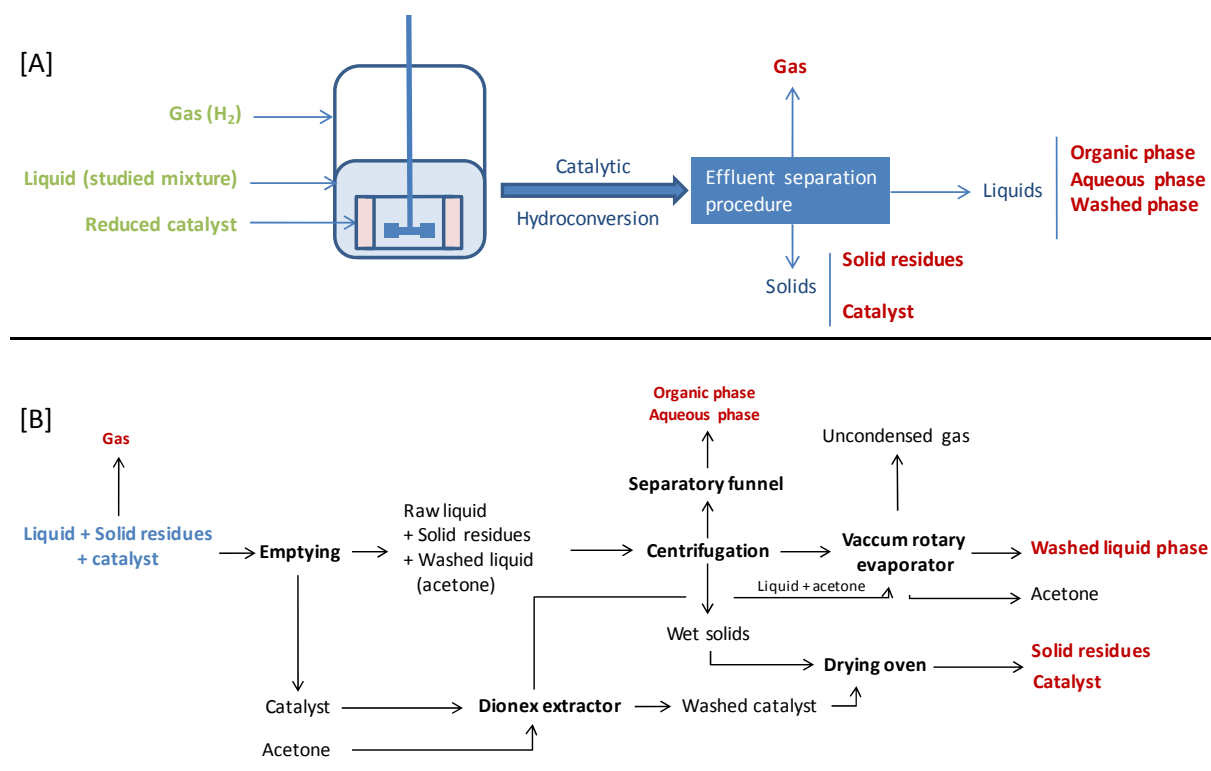 [A]
Gas (H2)
Liquid (studied mixture)
Reduced catalyst
Catalytic
Hydroconversion
Gas
Effluent separation
procedure
Liquids
Organic phase
Aqueous phase
Washed phase
Solids
Solid residues
Catalyst
[B]
Gas
Liquid + Solid residues
+ catalyst
Emptying
Raw liquid
+ Solid residues
+ Washed liquid
(acetone)
Organic phase
Aqueous phase
Separatory funnel
Centrifugation
Uncondensed gas
Vaccum rotary
evaporator
Washed liquid phase
Liquid + acetone
Acetone
Wet solids
Drying oven
Solid residues
Catalyst
Catalyst
Dionex extractor
Washed catalyst
Acetone